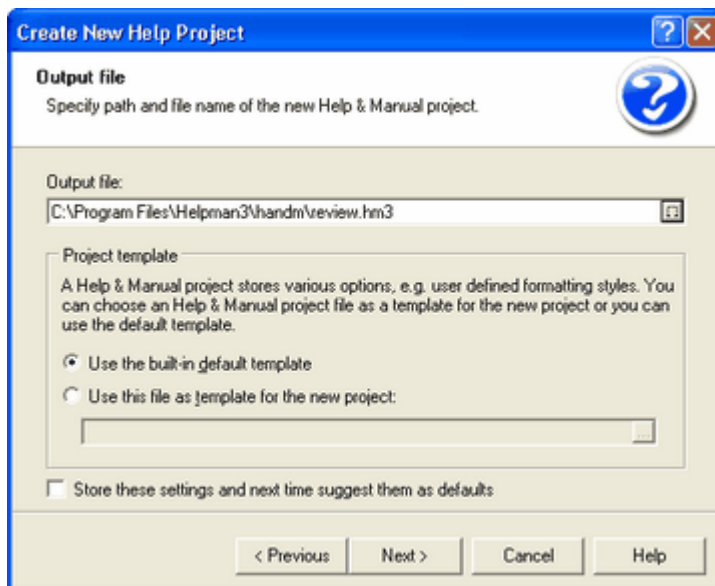 Create New Help Project
Output file
Specify path and file name of the new Help & Manual project.
Output file:
C:\Program Files\Helpman3\handm\review.hm3
Project template
A Help & Manual project stores various options, e.g. user defined formatting styles. You
can choose an Help & Manual project file as a template for the new project or you can
use the default template.
Use the built-in default template
Use this file as template for the new project:
...
Store these settings and next time suggest them as defaults
< Previous Next > Cancel Help